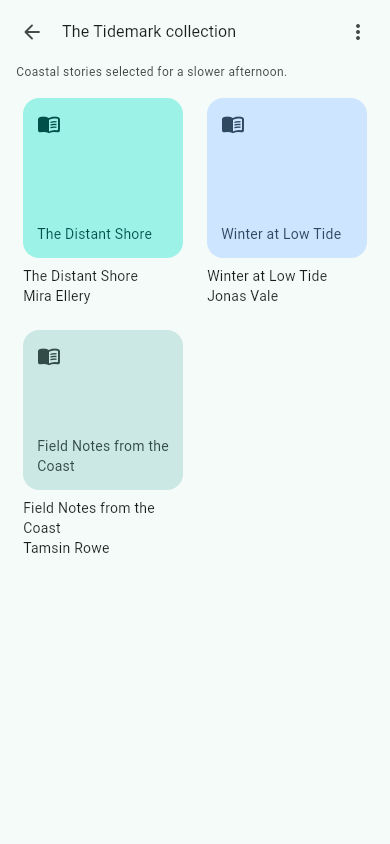 The Tidemark collection
Coastal stories selected for a slower afternoon.
The Distant Shore
The Distant Shore
Mira Ellery
Winter at Low Tide
Winter at Low Tide
Jonas Vale
Field Notes from the
Coast
Field Notes from the
Coast
Tamsin Rowe